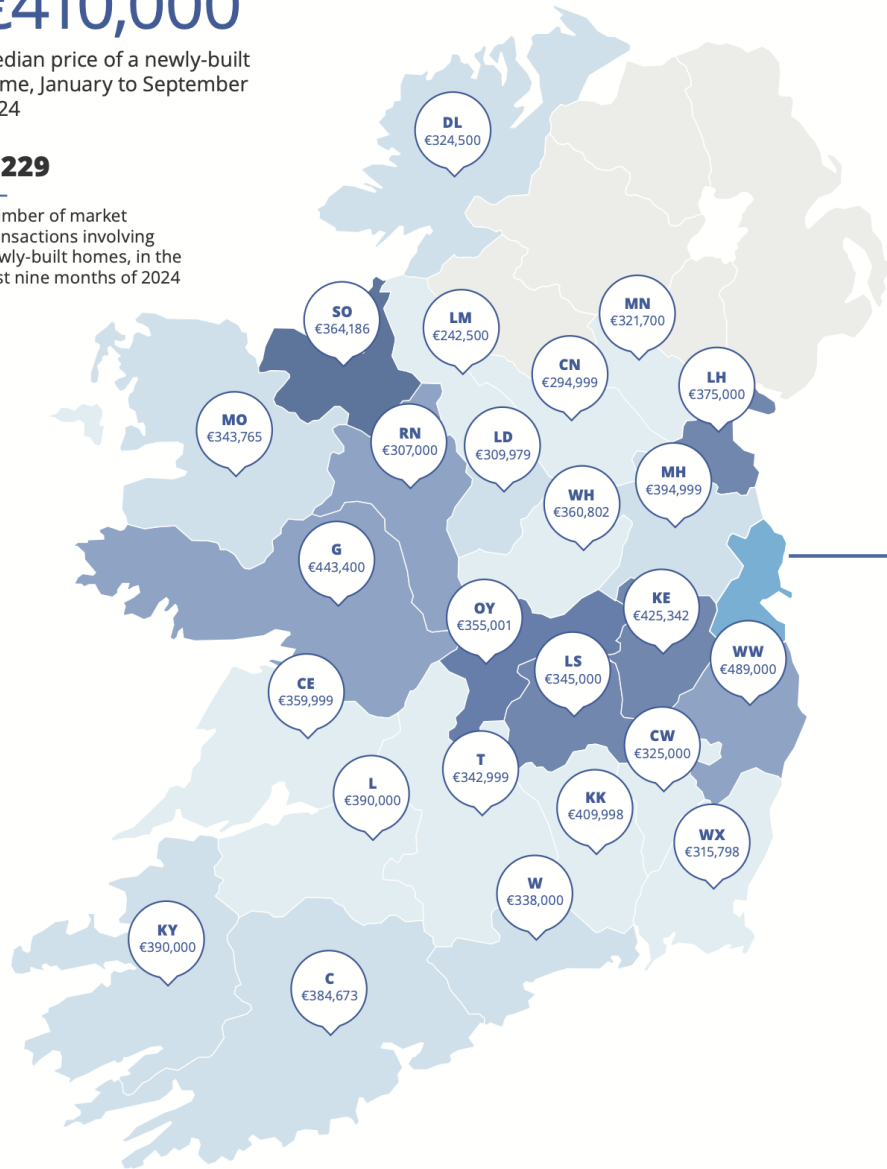 €410,000
edian price of a newly-built
me, January to September
24
229
mber of market
nsactions involving
wly-built homes, in the
st nine months of 2024
DL
€324,500
SO
€364,186
LM
€242,500
MN
€321,700
CN
€294,999
LH
€375,000
MO
€343,765
RN
€307,000
LD
€309,979
MH
€394,999
WH
€360,802
G
€443,400
OY
€355,001
KE
€425,342
LS
€345,000
WW
€489,000
CE
€359,999
CW
€325,000
T
€342,999
L
€390,000
KK
€409,998
WX
€315,798
W
€338,000
KY
€390,000
C
€384,673